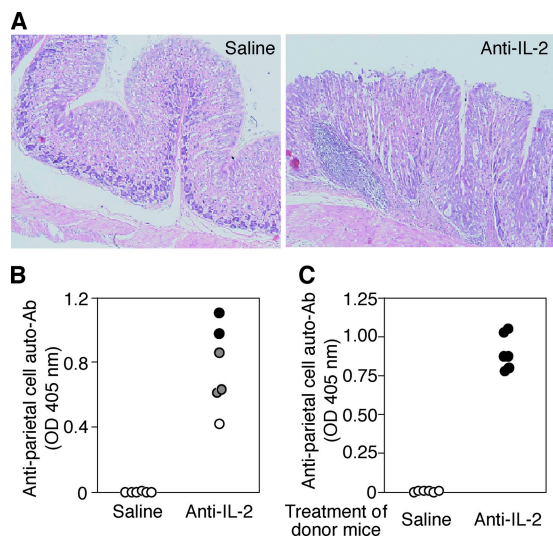 A
Saline
Anti-IL-2
B
Anti-parietal cell auto-Ab
(OD 405 nm)
1.2
0.8
0.4
0
Saline
Anti-IL-2
C
Anti-parietal cell auto-Ab
(OD 405 nm)
1.25
1.00
0.75
0.50
0.25
0
Treatment of
donor mice
Saline
Anti-IL-2